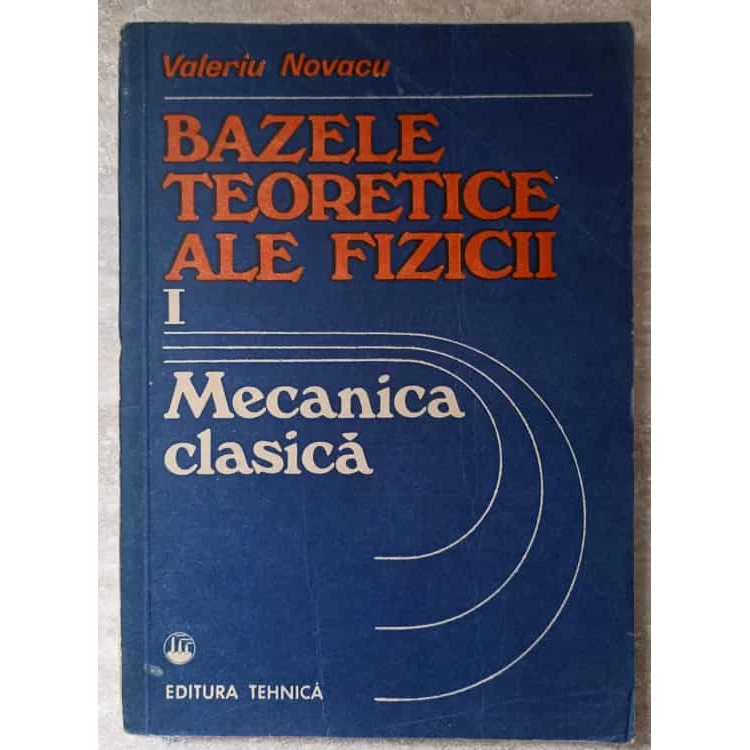 Valeriu Novacu
BAZELE
TEORETICE
ALE FIZICII
I
Mecanica
clasică
EDITURA TEHNICĂ